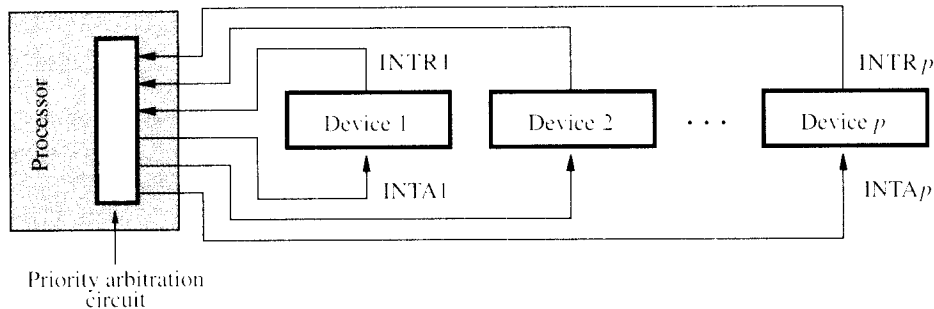 Processor
INTR1
INTRp
Device 1
Device 2
· · ·
Device p
INTA1
INTAp
Priority arbitration
circuit